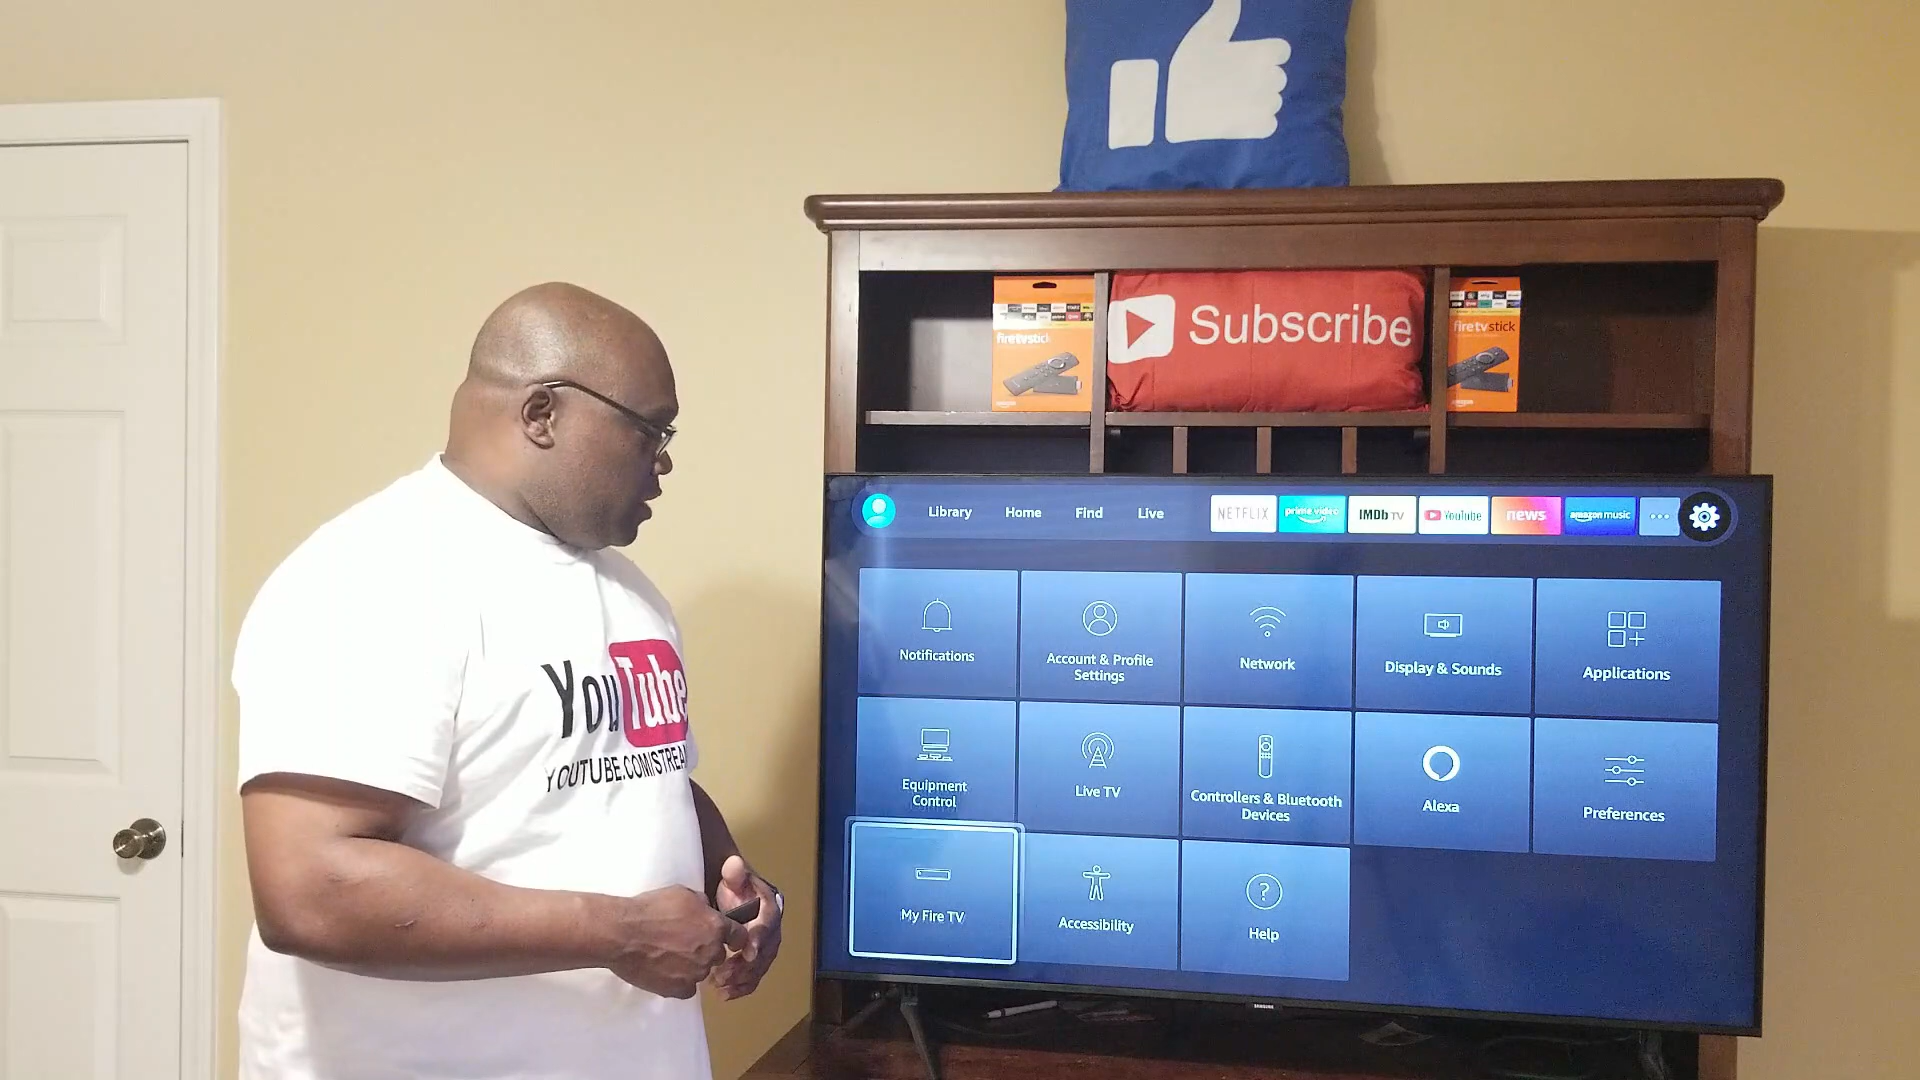 firetvstick
Subscribe
firetvstick
Library Home Find Live NETFLIX prime video IMDb TV YouTube news amazon music
Notifications
Account & Profile
Settings
Network
Display & Sounds
Applications
Equipment
Control
Live TV
Controllers & Bluetooth
Devices
Alexa
Preferences
My Fire TV
Accessibility
Help
SAMSUNG
YouTube
YOUTUBE.COM/STREA